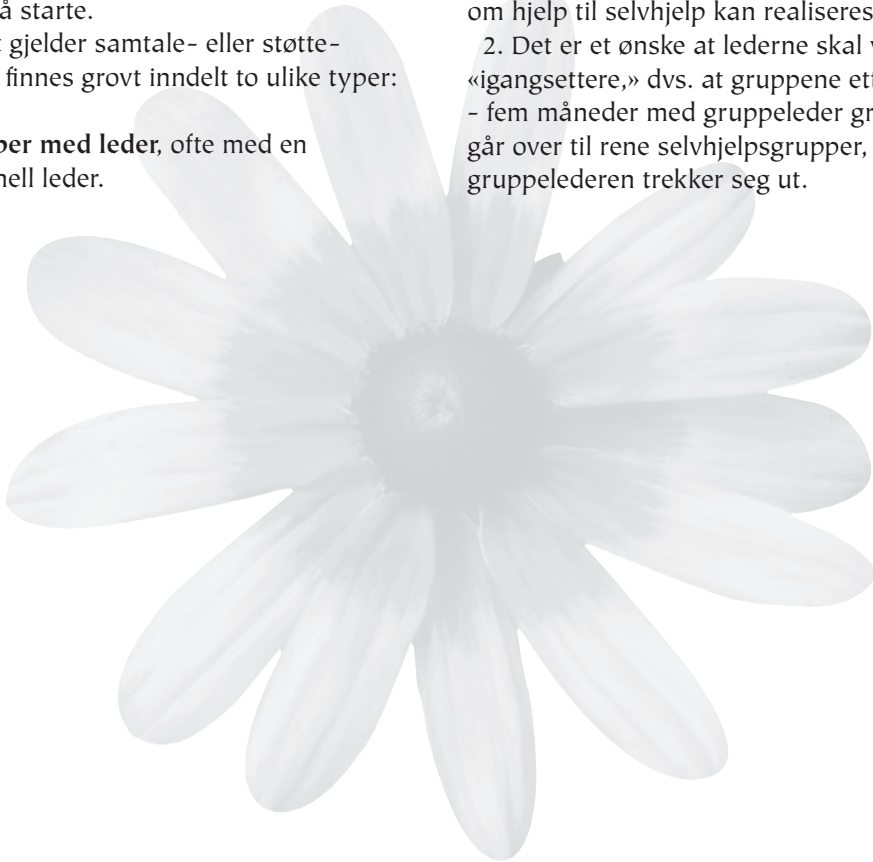 å starte.
gjelder samtale- eller støtte-
finnes grovt inndelt to ulike typer:
per med leder, ofte med en
nell leder.
om hjelp til selvhjelp kan realiseres
2. Det er et ønske at lederne skal
«igangsettere,» dvs. at gruppene
- fem måneder med gruppeleder
går over til rene selvhjelpsgrupper,
gruppelederen trekker seg ut.